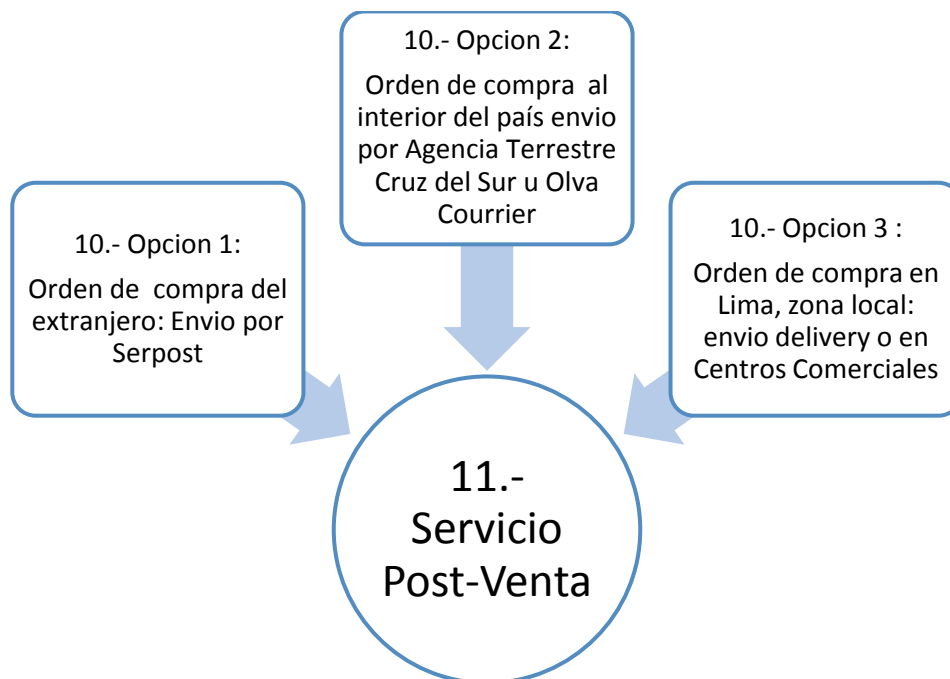 10.- Opcion 2:
Orden de compra al
interior del país envio
por Agencia Terrestre
Cruz del Sur u Olva
Courrier
10.- Opcion 1:
Orden de compra del
extranjero: Envio por
Serpost
10.- Opcion 3 :
Orden de compra en
Lima, zona local:
envio delivery o en
Centros Comerciales
11.-
Servicio
Post-Venta